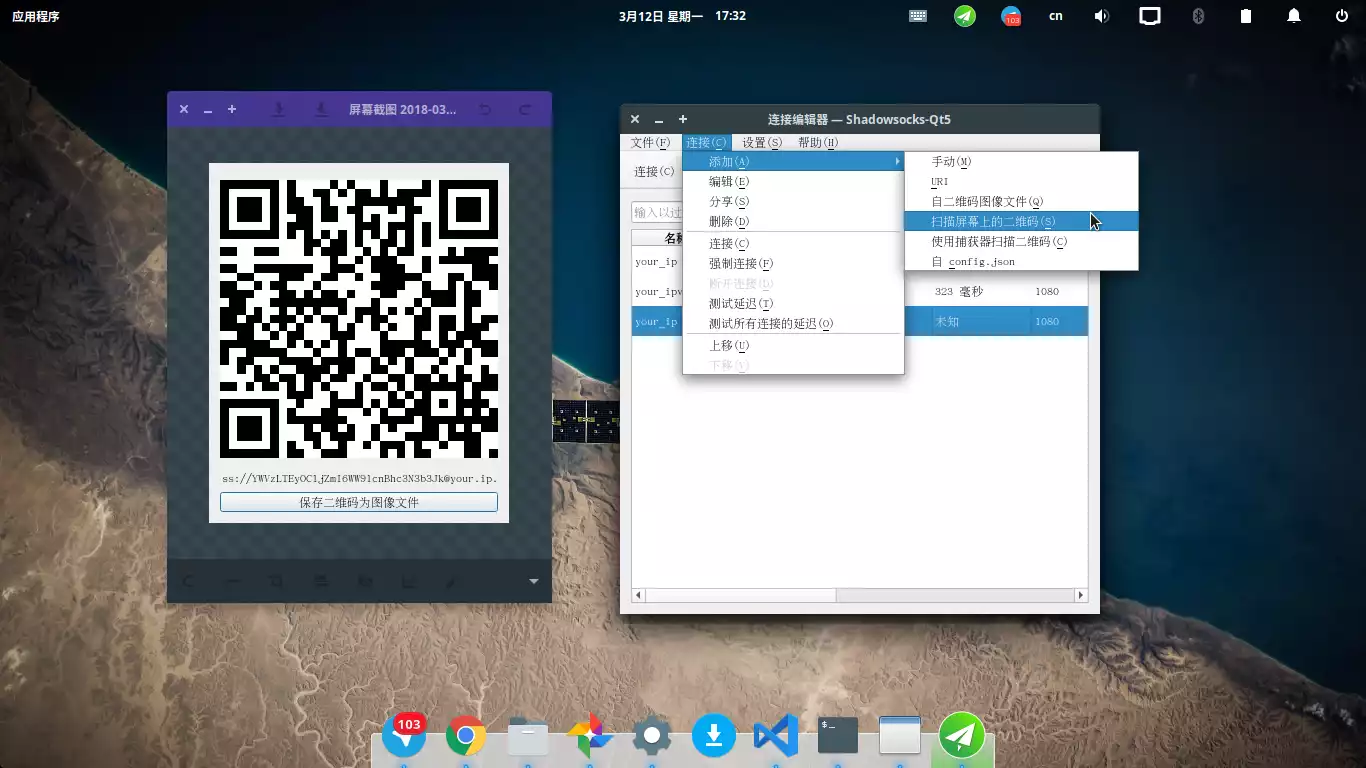 应用程序
3月12日 星期一 17:32
103
cn
屏幕截图 2018-03...
ss://YWVzLTEyOC1jZmI6WW91cnBhc3N3b3Jk@your.ip.
保存二维码为图像文件
连接编辑器 — Shadowsocks-Qt5
文件(F) 连接(C) 设置(S) 帮助(H)
连接(C)
输入以过
名称
your_ip
your_ipv 323 毫秒 1080
your_ip 未知 1080
添加(A)
编辑(E)
分享(S)
删除(D)
连接(C)
强制连接(F)
断开连接(D)
测试延迟(T)
测试所有连接的延迟(O)
上移(U)
下移
手动(M)
URI
自二维码图像文件(Q)
扫描屏幕上的二维码(S)
使用捕获器扫描二维码(C)
自 config.json
103
$_